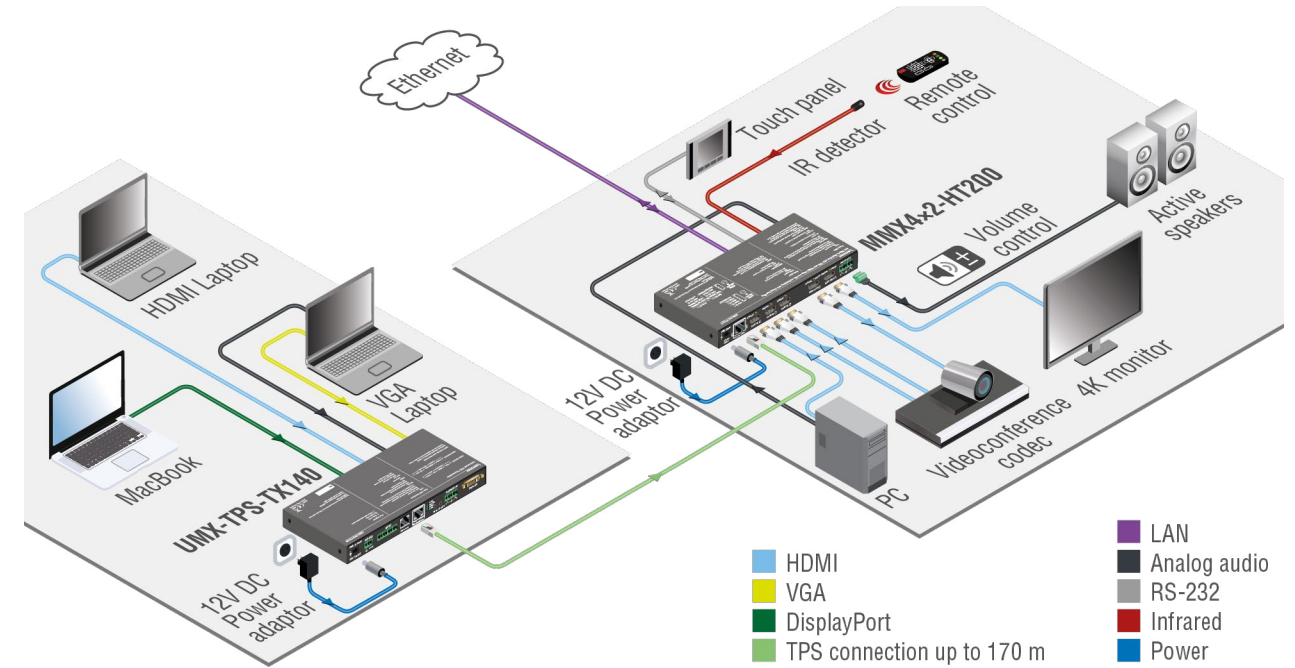 Ethernet
Touch panel
IR detector
Remote
control
MMX4×2-HT200
Volume
control
Active
speakers
HDMI Laptop
VGA
Laptop
MacBook
UMX-TPS-TX140
12V DC
Power
adaptor
12V DC
Power
adaptor
PC
Videoconference
codec
4K monitor
HDMI
VGA
DisplayPort
TPS connection up to 170 m
LAN
Analog audio
RS-232
Infrared
Power